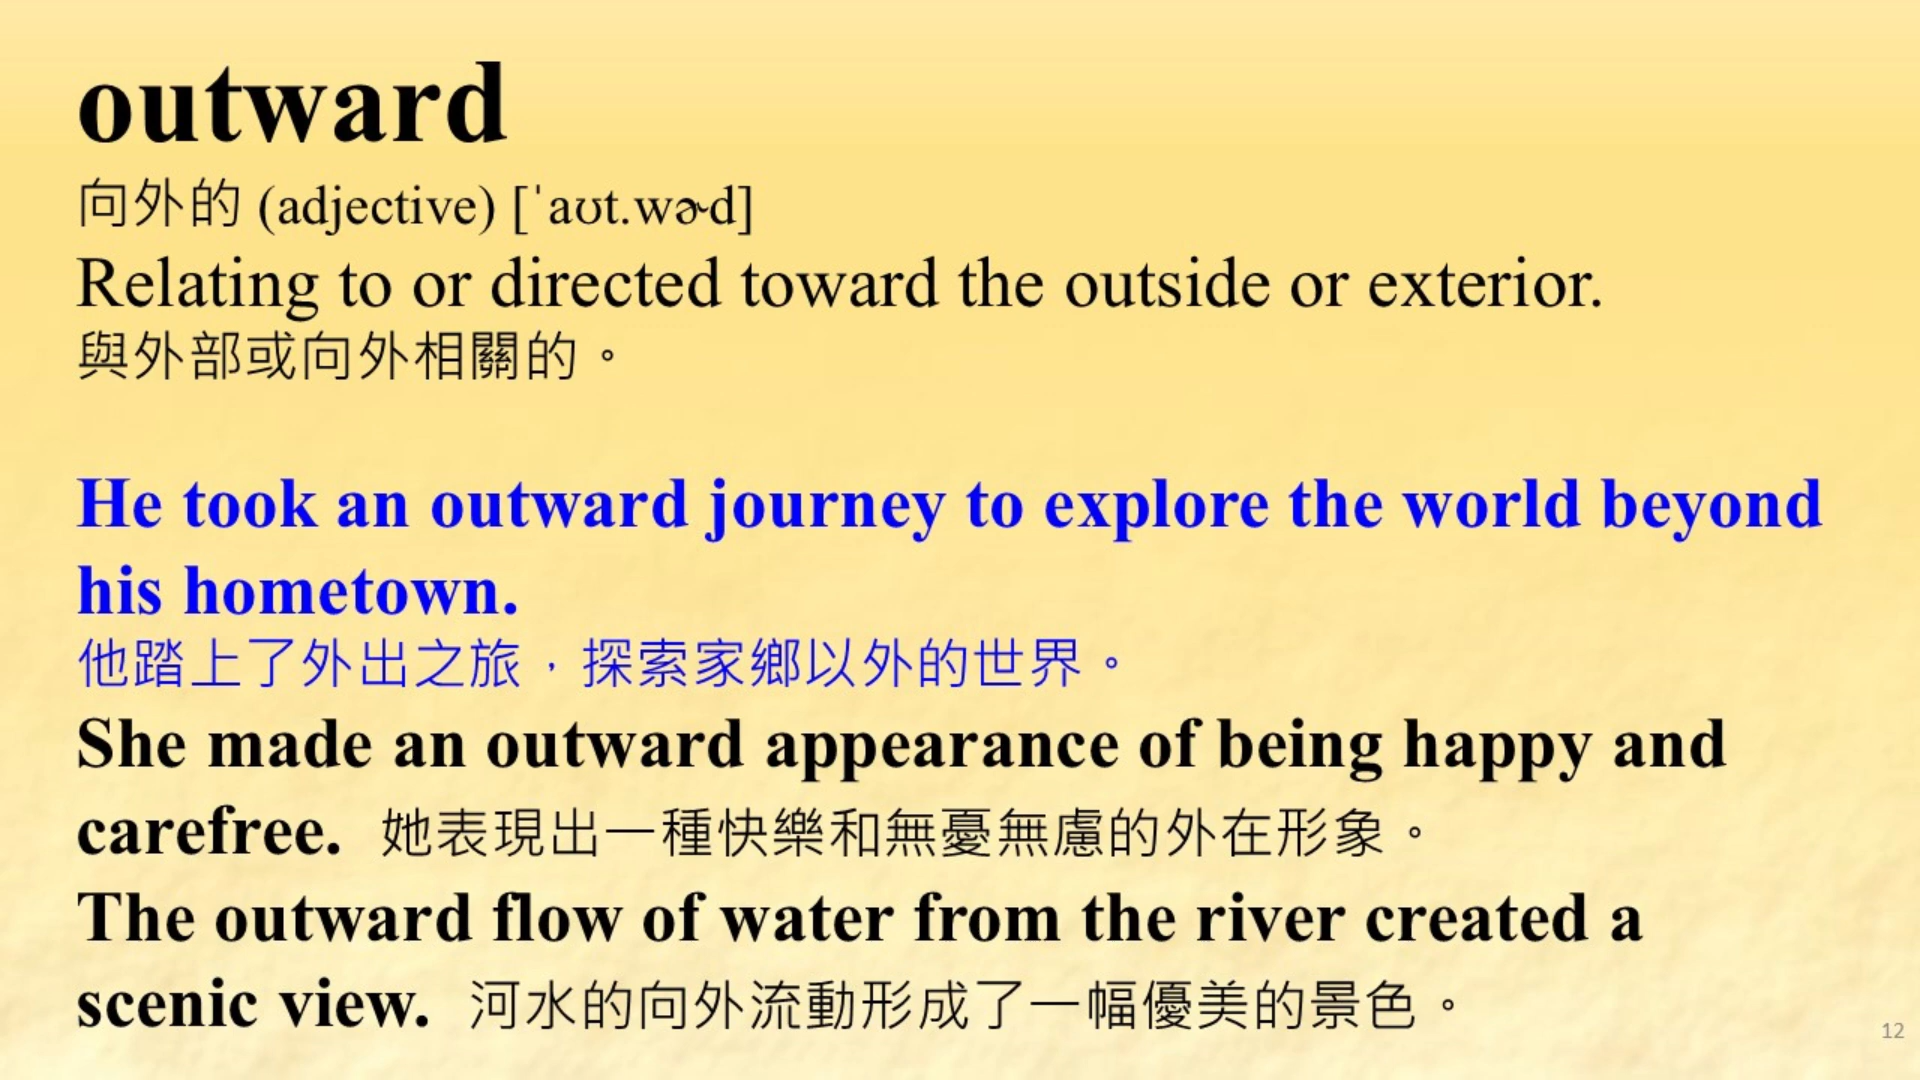 outward
向外的 (adjective) [ˈaʊt.wɚd]
Relating to or directed toward the outside or exterior.
與外部或向外相關的。
He took an outward journey to explore the world beyond
his hometown.
他踏上了外出之旅，探索家鄉以外的世界。
She made an outward appearance of being happy and
carefree. 她表現出一種快樂和無憂無慮的外在形象。
The outward flow of water from the river created a
scenic view. 河水的向外流動形成了一幅優美的景色。
12